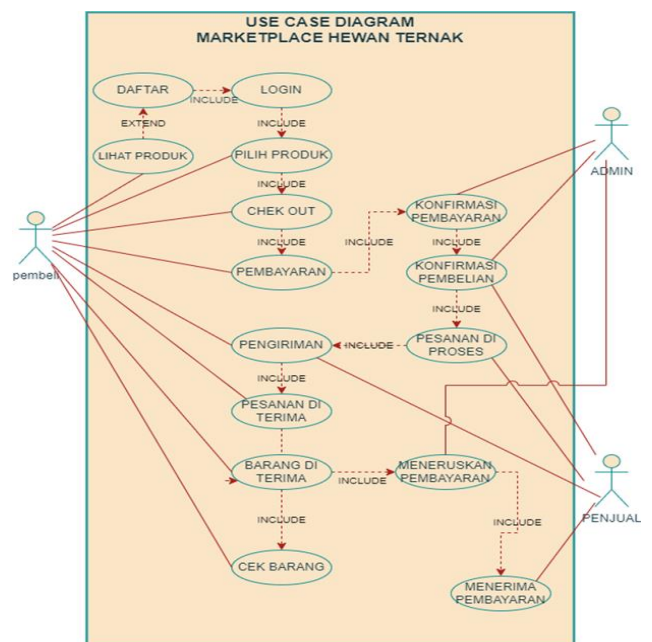 USE CASE DIAGRAM
MARKETPLACE HEWAN TERNAK
DAFTAR
INCLUDE
LOGIN
EXTEND
INCLUDE
LIHAT PRODUK
PILIH PRODUK
INCLUDE
ADMIN
CHEK OUT
KONFIRMASI
PEMBAYARAN
INCLUDE
INCLUDE
INCLUDE
pembeli
PEMBAYARAN
KONFIRMASI
PEMBELIAN
INCLUDE
INCLUDE
PENGIRIMAN
INCLUDE
PESANAN DI
PROSES
INCLUDE
PESANAN DI
TERIMA
BARANG DI
TERIMA
INCLUDE
MENERUSKAN
PEMBAYARAN
INCLUDE
INCLUDE
PENJUAL
CEK BARANG
MENERIMA
PEMBAYARAN